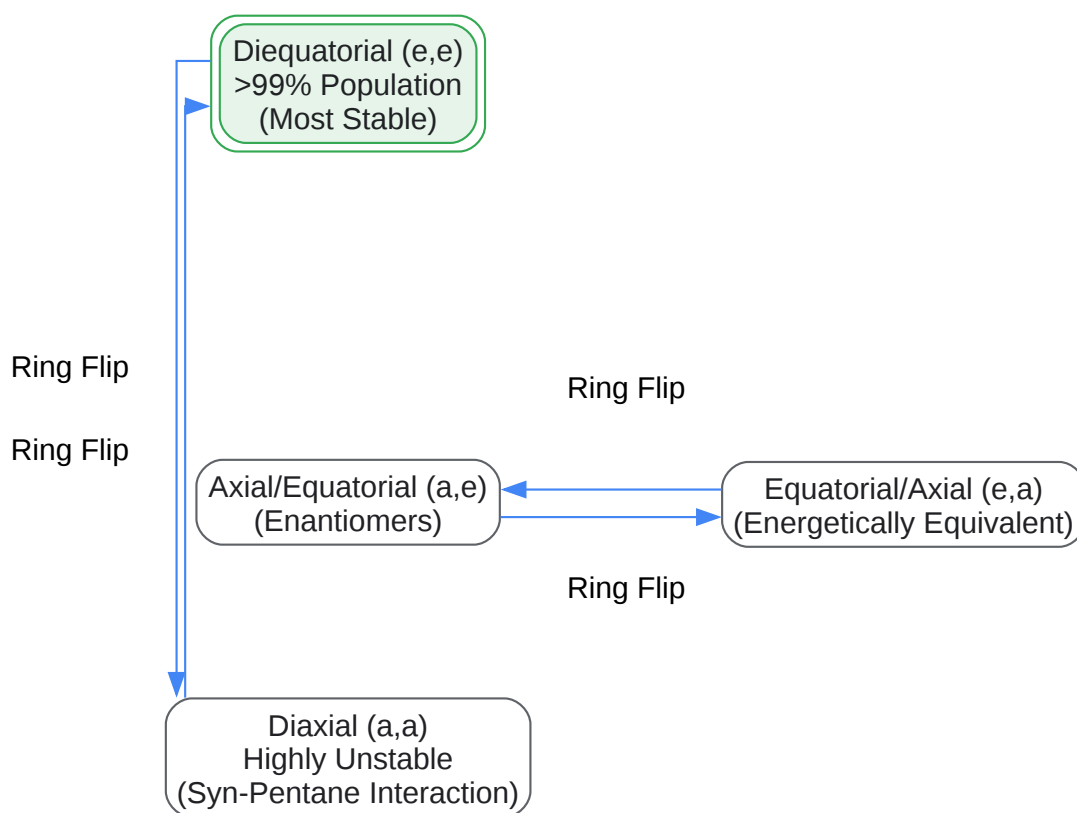 Diequatorial (e,e)
>99% Population
(Most Stable)
Ring Flip
Ring Flip
Ring Flip
Axial/Equatorial (a,e)
(Enantiomers)
Equatorial/Axial (e,a)
(Energetically Equivalent)
Ring Flip
Diaxial (a,a)
Highly Unstable
(Syn-Pentane Interaction)